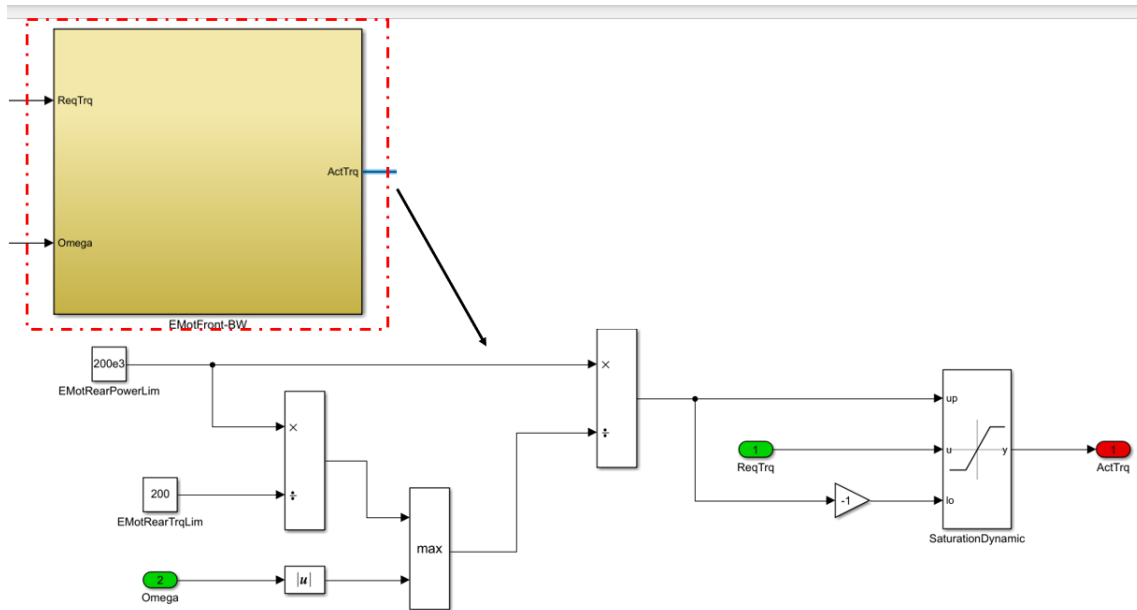 ReqTrq
ActTrq
Omega
EMotFront-BW
200e3
×
EMotRearPowerLim
×
÷
up
1
u
y
1
ReqTrq
ActTrq
200
÷
-1
lo
EMotRearTrqLim
SaturationDynamic
max
2
|u|
Omega